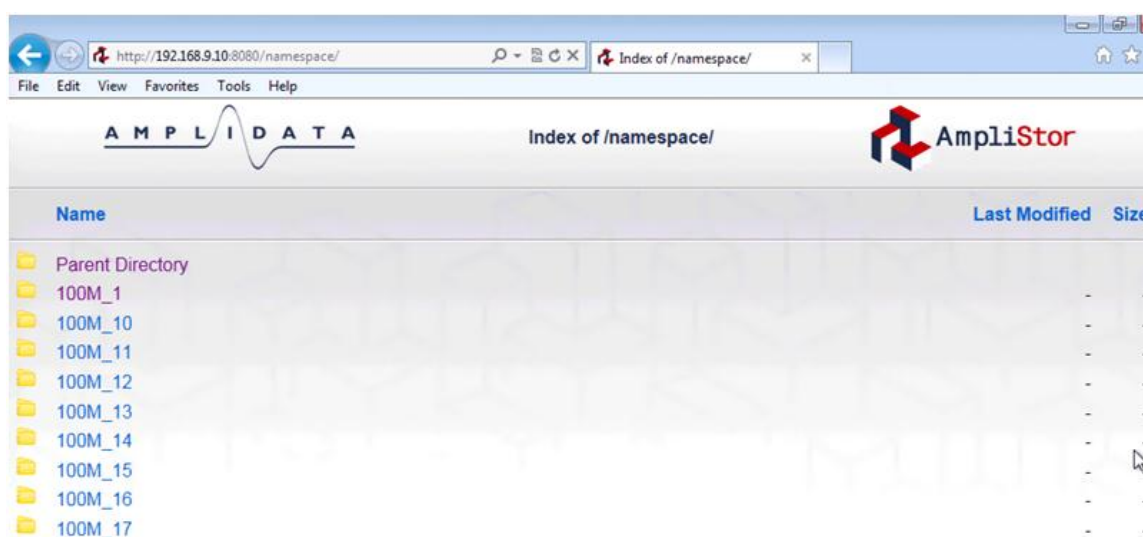 http://192.168.9.10:8080/namespace/
Index of /namespace/
File Edit View Favorites Tools Help
AMPLIDATA
Index of /namespace/
AmpliStor
Name Last Modified Size
Parent Directory
100M_1 -
100M_10 -
100M_11 -
100M_12 -
100M_13 -
100M_14 -
100M_15 -
100M_16 -
100M_17 -